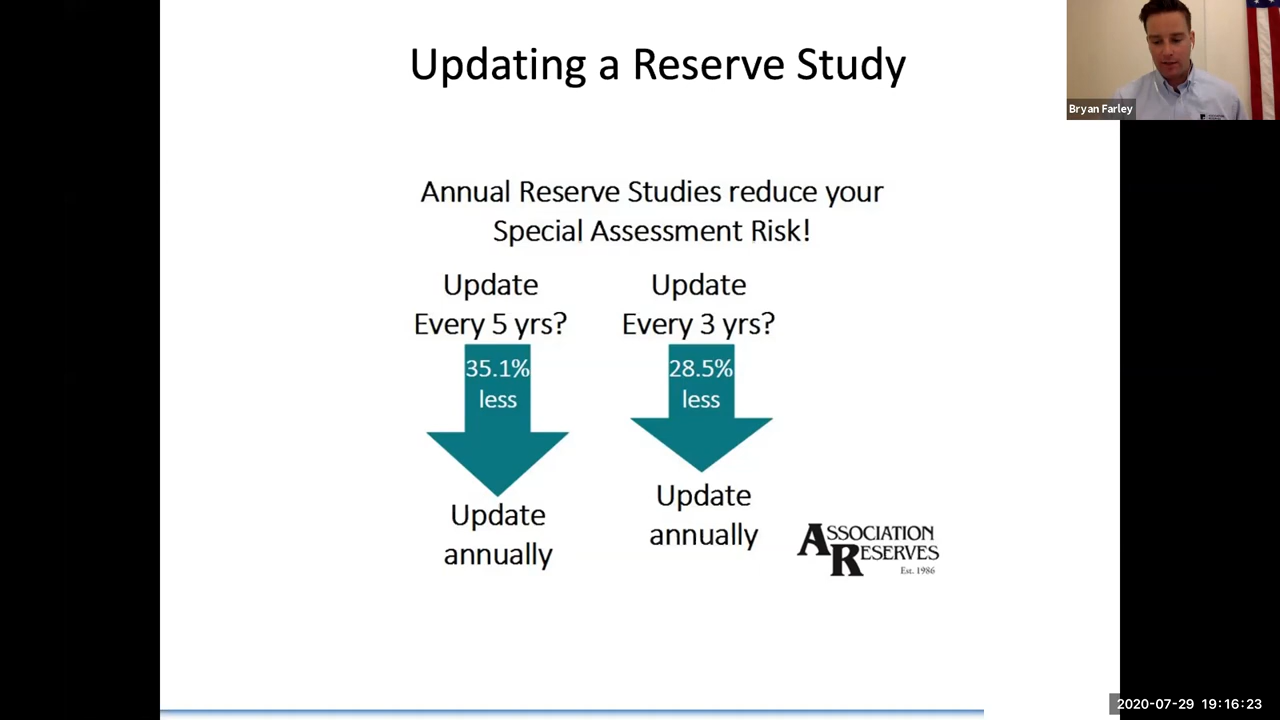 Updating a Reserve Study
Bryan Farley
Annual Reserve Studies reduce your
Special Assessment Risk!
Update
Every 5 yrs?
35.1%
less
Update
annually
Update
Every 3 yrs?
28.5%
less
Update
annually
ASSOCIATION
RESERVES
Est. 1986
2020-07-29 19:16:23